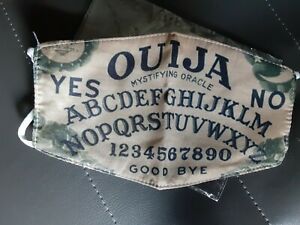 OUIJA
MYSTIFYING ORACLE
YES NO
ABCDEFGHIJKLM
NOPQRSTUVWXYZ
1234567890
GOOD BYE